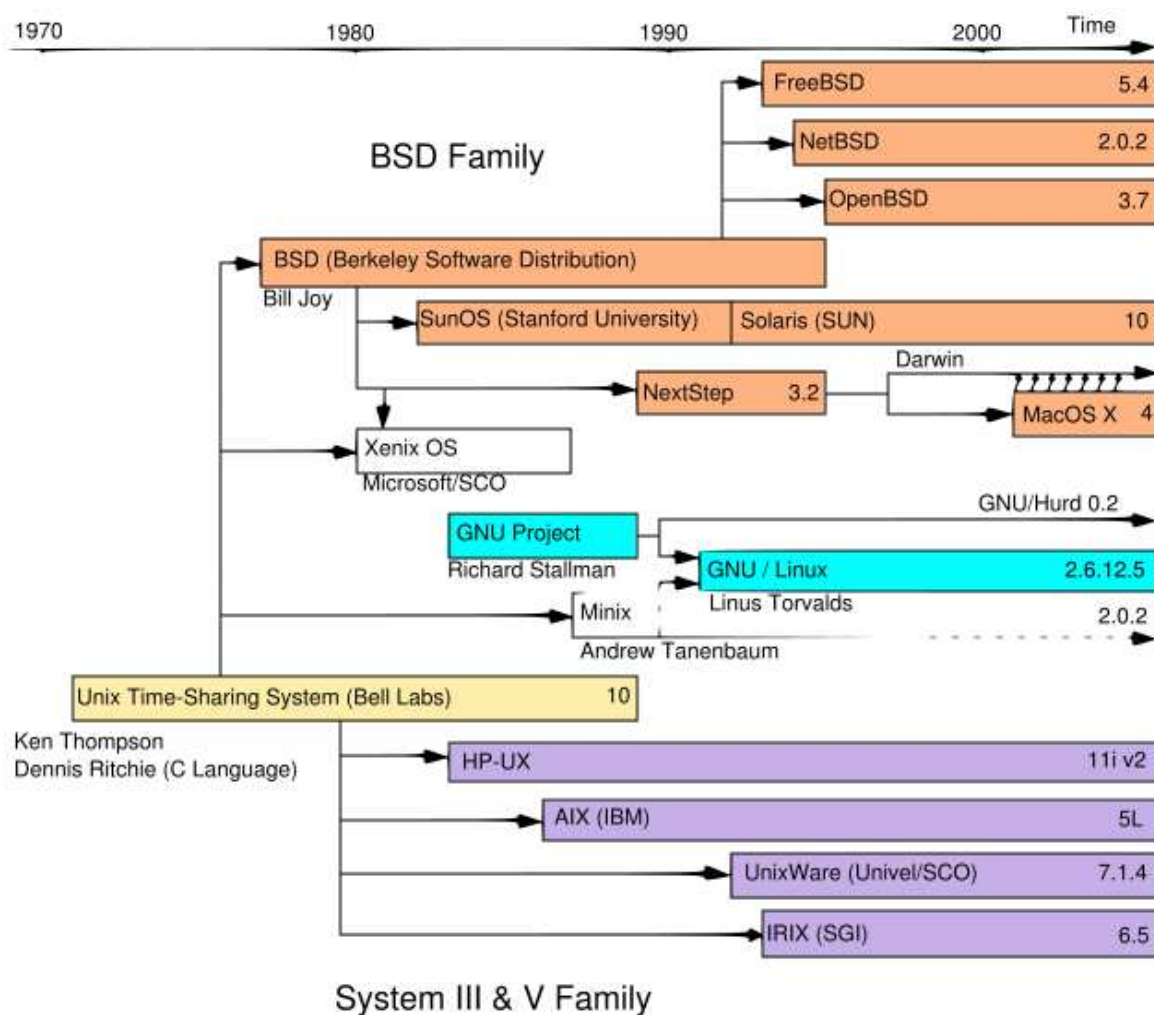 1970 1980 1990 2000 Time
FreeBSD 5.4
BSD Family
NetBSD 2.0.2
OpenBSD 3.7
BSD (Berkeley Software Distribution)
Bill Joy
SunOS (Stanford University) Solaris (SUN) 10
Darwin
NextStep 3.2
MacOS X 4
Xenix OS
Microsoft/SCO
GNU/Hurd 0.2
GNU Project
Richard Stallman
GNU / Linux 2.6.12.5
Linus Torvalds
Minix 2.0.2
Andrew Tanenbaum
Unix Time-Sharing System (Bell Labs) 10
Ken Thompson
Dennis Ritchie (C Language)
HP-UX 11i v2
AIX (IBM) 5L
UnixWare (Univel/SCO) 7.1.4
IRIX (SGI) 6.5
System III & V Family